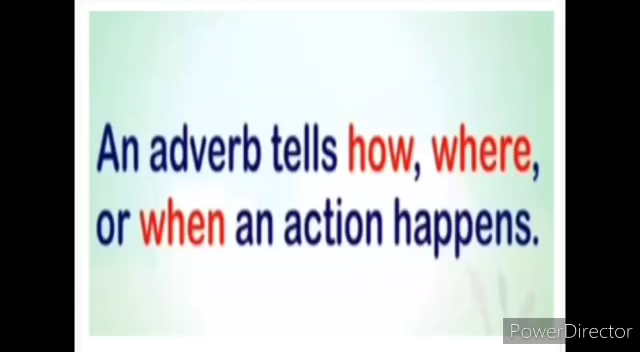 An adverb tells how, where,
or when an action happens.
PowerDirector